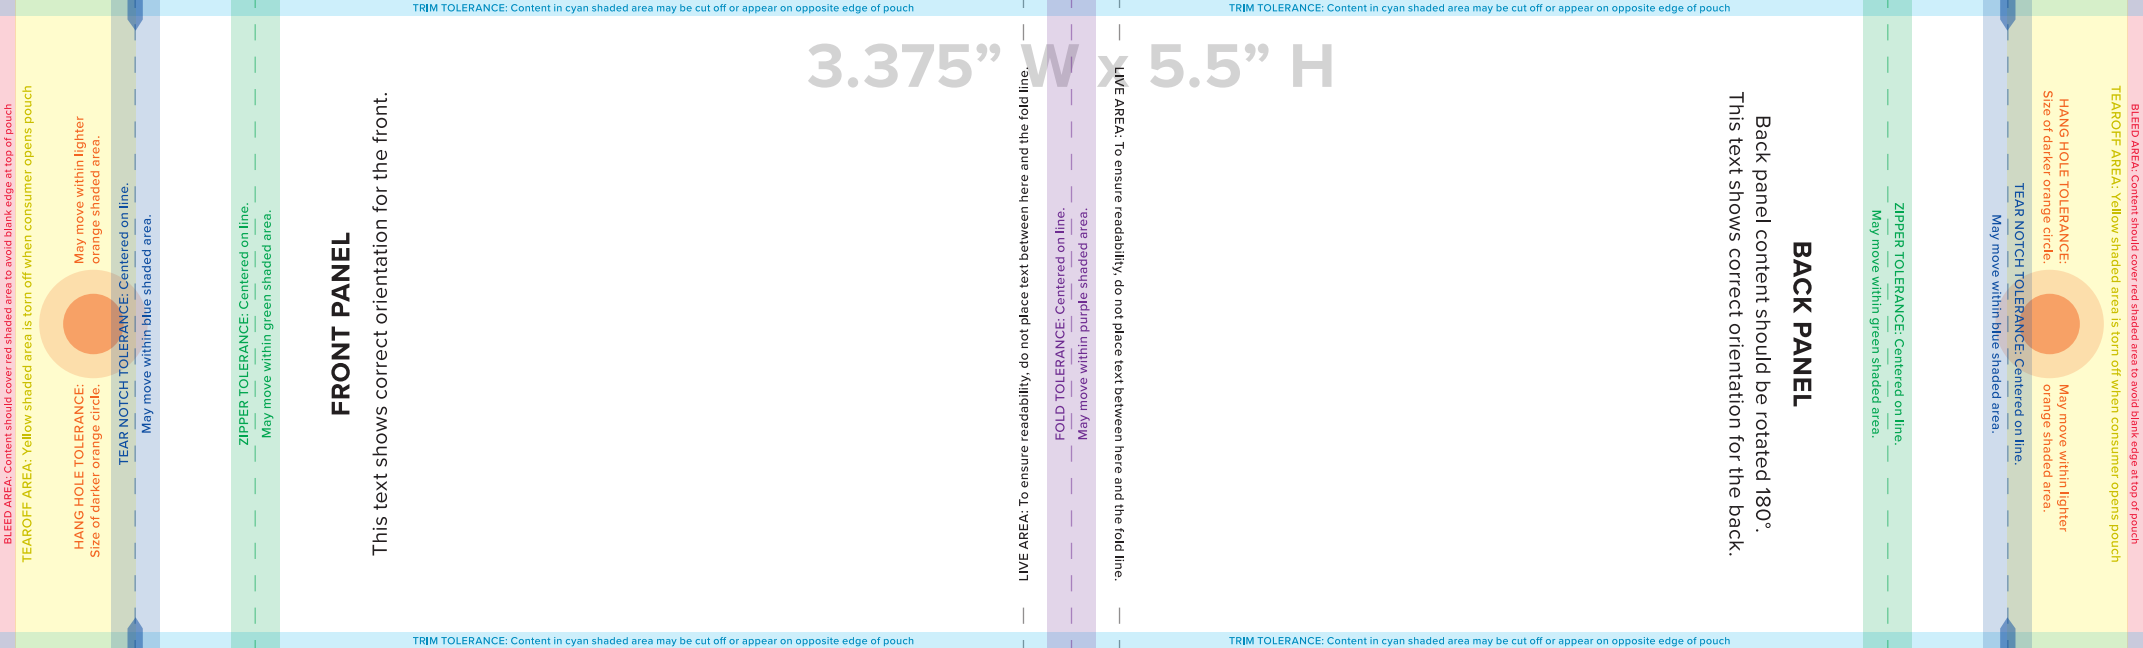 TRIM TOLERANCE: Content in cyan shaded area may be cut off or appear on opposite edge of pouch
TRIM TOLERANCE: Content in cyan shaded area may be cut off or appear on opposite edge of pouch
3.375” W x 5.5” H
BLEED AREA: Content should cover red shaded area to avoid blank edge at top of pouch
TEAROFF AREA: Yellow shaded area is torn off when consumer opens pouch
HANG HOLE TOLERANCE:
Size of darker orange circle.
May move within lighter
orange shaded area.
TEAR NOTCH TOLERANCE: Centered on line.
May move within blue shaded area.
ZIPPER TOLERANCE: Centered on line.
May move within green shaded area.
FRONT PANEL
This text shows correct orientation for the front.
LIVE AREA: To ensure readability, do not place text between here and the fold line.
FOLD TOLERANCE: Centered on line.
May move within purple shaded area.
LIVE AREA: To ensure readability, do not place text between here and the fold line.
BACK PANEL
Back panel content should be rotated 180°.
This text shows correct orientation for the back.
ZIPPER TOLERANCE: Centered on line.
May move within green shaded area.
TEAR NOTCH TOLERANCE: Centered on line.
May move within blue shaded area.
HANG HOLE TOLERANCE:
Size of darker orange circle.
May move within lighter
orange shaded area.
TEAROFF AREA: Yellow shaded area is torn off when consumer opens pouch
BLEED AREA: Content should cover red shaded area to avoid blank edge at top of pouch
TRIM TOLERANCE: Content in cyan shaded area may be cut off or appear on opposite edge of pouch
TRIM TOLERANCE: Content in cyan shaded area may be cut off or appear on opposite edge of pouch